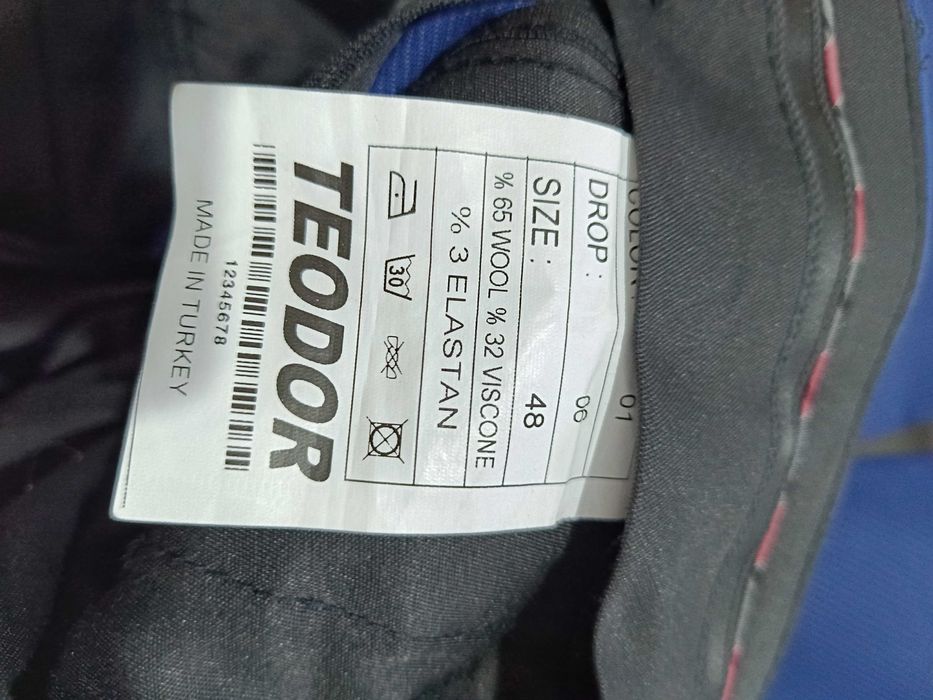 COLOR : 01
DROP : 06
SIZE : 48
% 65 WOOL % 32 VISCONE
% 3 ELASTAN
30
TEODOR
12345678
MADE IN TURKEY